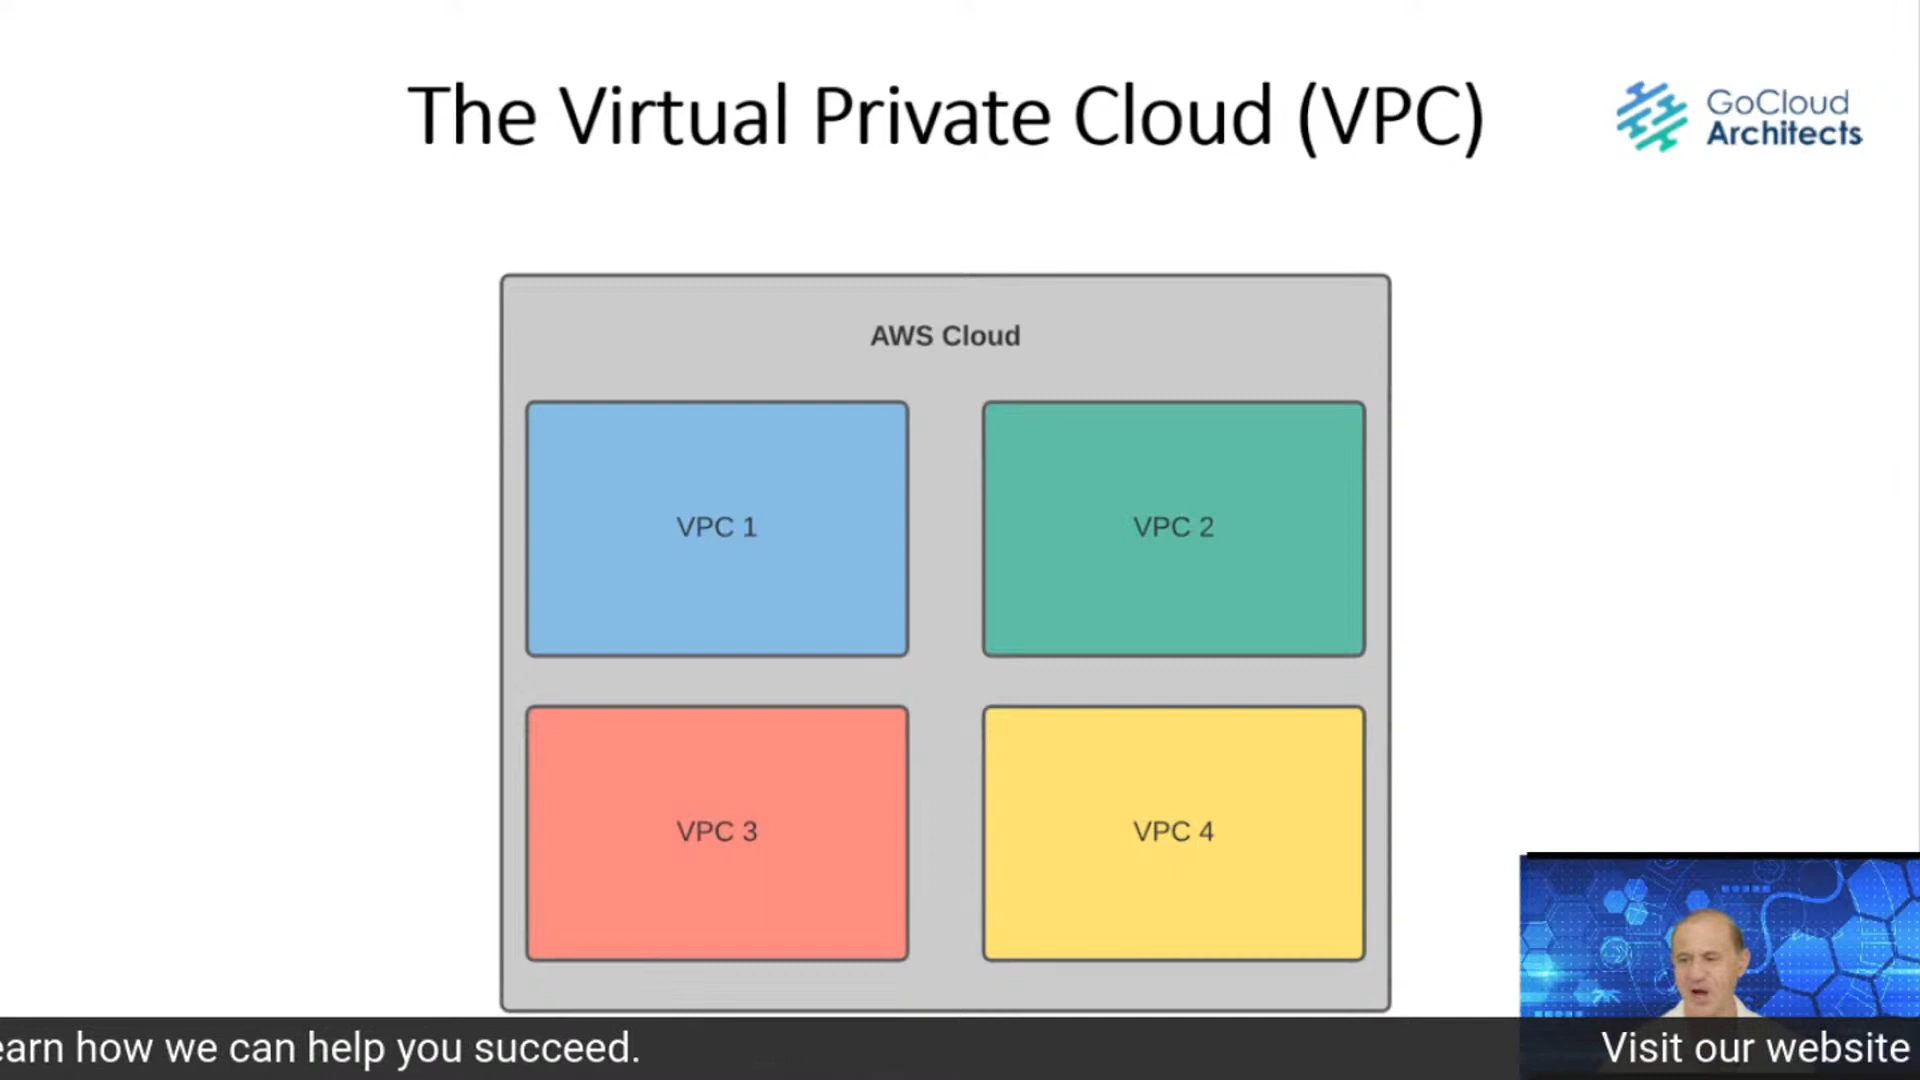 The Virtual Private Cloud (VPC)
GoCloud
Architects
AWS Cloud
VPC 1
VPC 2
VPC 3
VPC 4
earn how we can help you succeed.
Visit our website